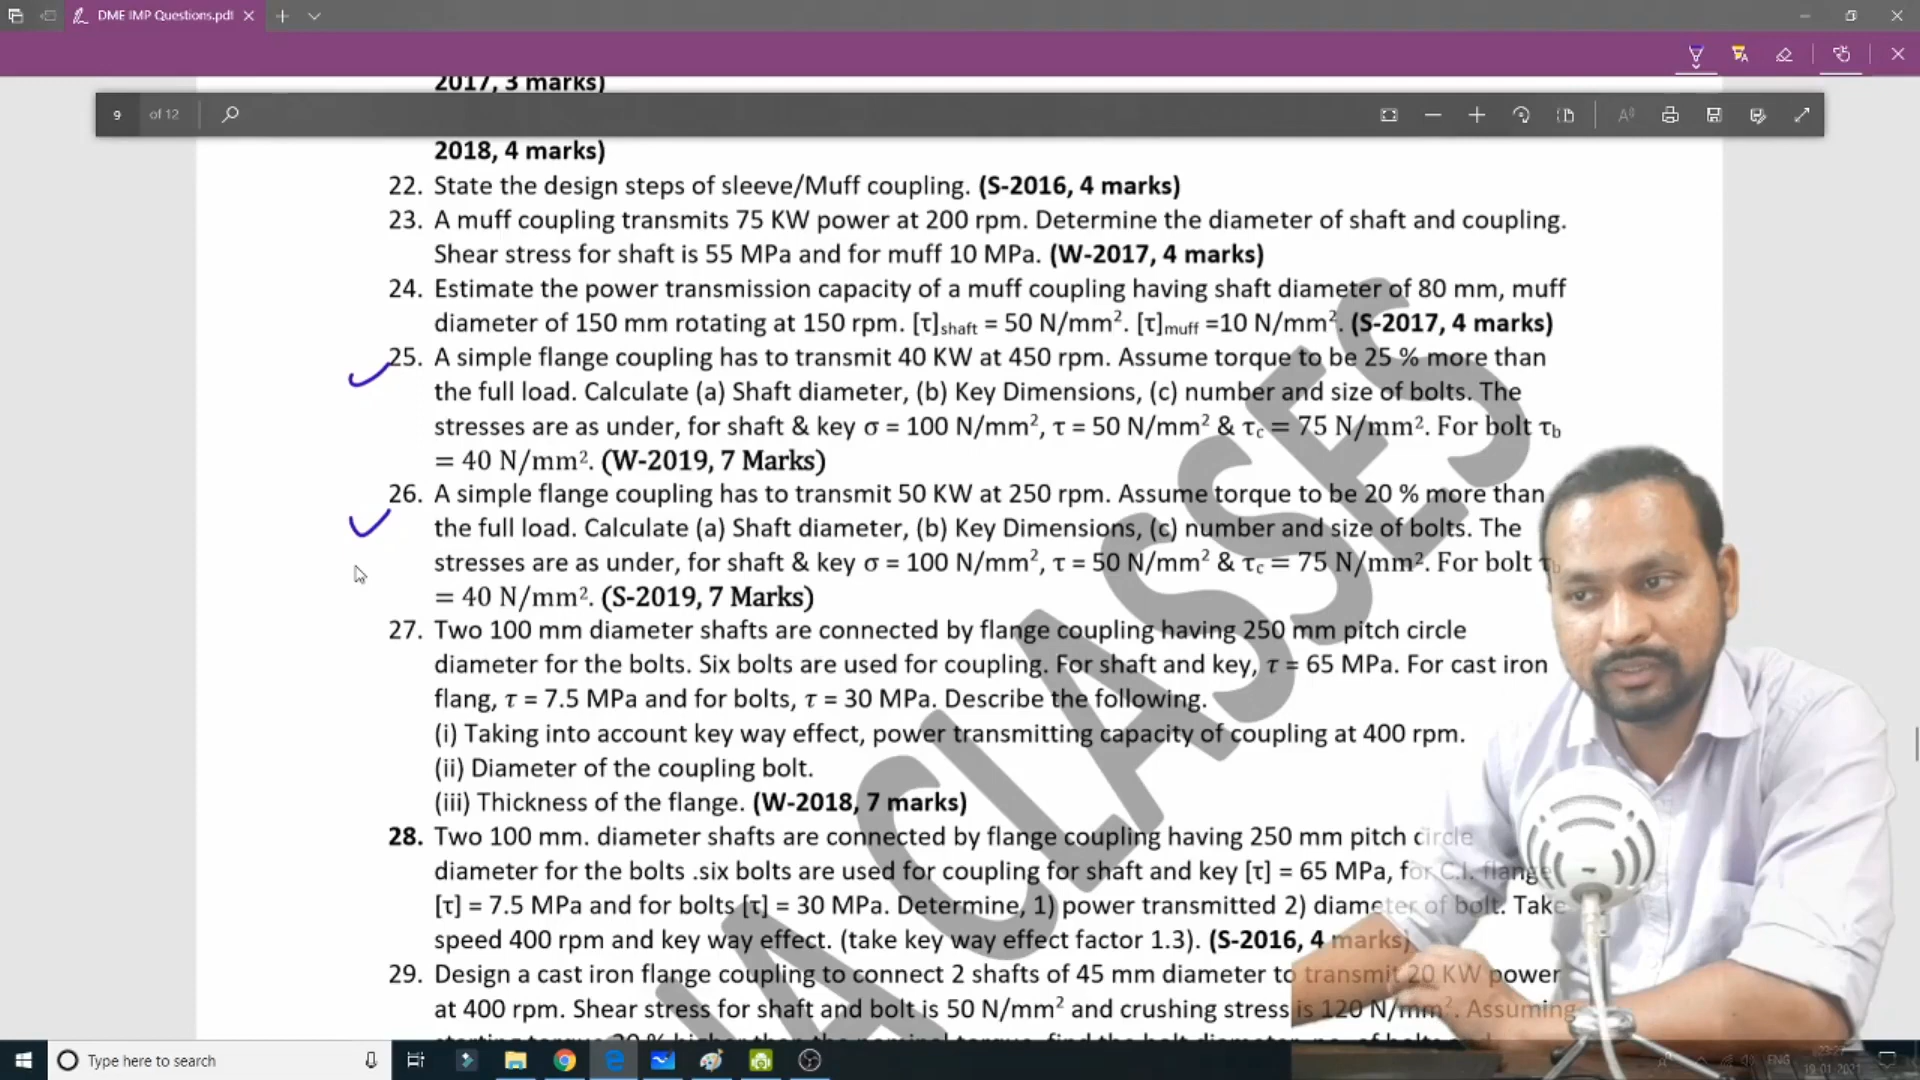 DME IMP Questions.pdf
2017, 3 marks)
9 of 12
2018, 4 marks)
22. State the design steps of sleeve/Muff coupling. (S-2016, 4 marks)
23. A muff coupling transmits 75 KW power at 200 rpm. Determine the diameter of shaft and coupling.
Shear stress for shaft is 55 MPa and for muff 10 MPa. (W-2017, 4 marks)
24. Estimate the power transmission capacity of a muff coupling having shaft diameter of 80 mm, muff
diameter of 150 mm rotating at 150 rpm. [τ]shaft = 50 N/mm². [τ]muff =10 N/mm². (S-2017, 4 marks)
25. A simple flange coupling has to transmit 40 KW at 450 rpm. Assume torque to be 25 % more than
the full load. Calculate (a) Shaft diameter, (b) Key Dimensions, (c) number and size of bolts. The
stresses are as under, for shaft & key σ = 100 N/mm², τ = 50 N/mm² & τc = 75 N/mm². For bolt τb
= 40 N/mm². (W-2019, 7 Marks)
26. A simple flange coupling has to transmit 50 KW at 250 rpm. Assume torque to be 20 % more than
the full load. Calculate (a) Shaft diameter, (b) Key Dimensions, (c) number and size of bolts. The
stresses are as under, for shaft & key σ = 100 N/mm², τ = 50 N/mm² & τc = 75 N/mm². For bolt τb
= 40 N/mm². (S-2019, 7 Marks)
27. Two 100 mm diameter shafts are connected by flange coupling having 250 mm pitch circle
diameter for the bolts. Six bolts are used for coupling. For shaft and key, τ = 65 MPa. For cast iron
flang, τ = 7.5 MPa and for bolts, τ = 30 MPa. Describe the following.
(i) Taking into account key way effect, power transmitting capacity of coupling at 400 rpm.
(ii) Diameter of the coupling bolt.
(iii) Thickness of the flange. (W-2018, 7 marks)
28. Two 100 mm. diameter shafts are connected by flange coupling having 250 mm pitch circle
diameter for the bolts .six bolts are used for coupling for shaft and key [τ] = 65 MPa, for C.I. flange
[τ] = 7.5 MPa and for bolts [τ] = 30 MPa. Determine, 1) power transmitted 2) diameter of bolt. Take
speed 400 rpm and key way effect. (take key way effect factor 1.3). (S-2016, 4 marks)
29. Design a cast iron flange coupling to connect 2 shafts of 45 mm diameter to transmit 20 KW power
at 400 rpm. Shear stress for shaft and bolt is 50 N/mm² and crushing stress is 120 N/mm². Assuming
CLASSES
Type here to search
ENG
23:27
19-01-2021